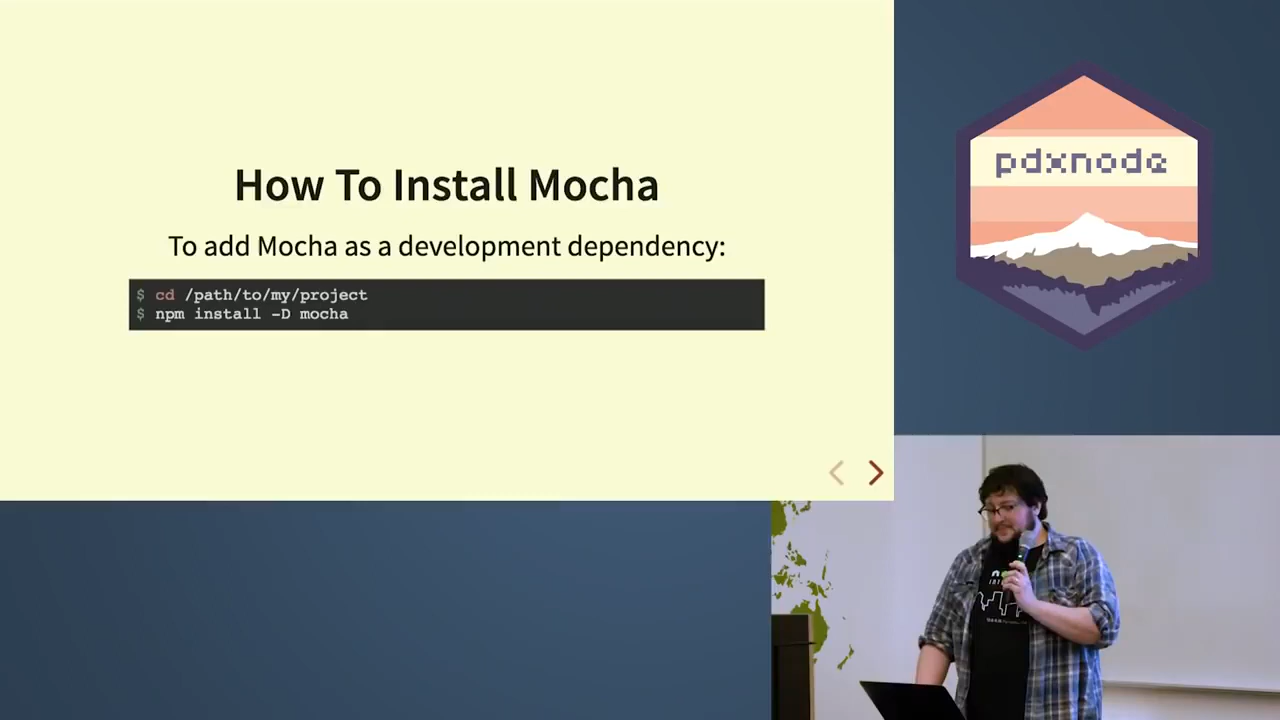 How To Install Mocha
To add Mocha as a development dependency:
$ cd /path/to/my/project
$ npm install -D mocha
pdxnode